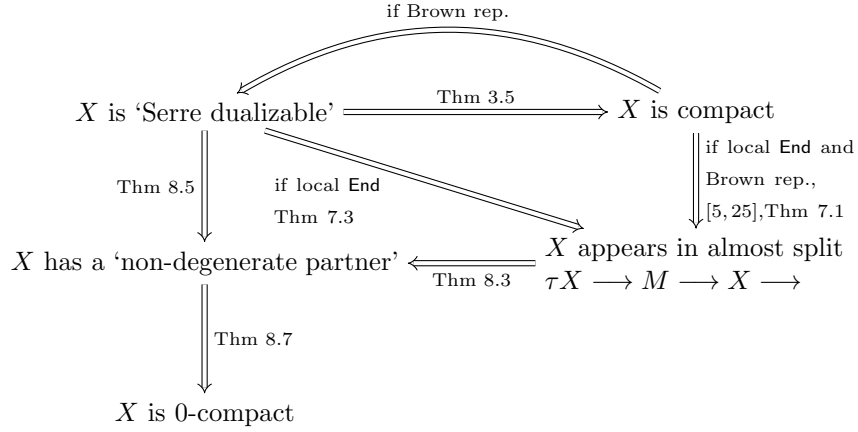 if Brown rep.
X is ‘Serre dualizable’
Thm 3.5
X is compact
Thm 8.5
if local End
Thm 7.3
if local End and
Brown rep.,
[5, 25],Thm 7.1
X has a ‘non-degenerate partner’
Thm 8.3
X appears in almost split
τX ⟶ M ⟶ X ⟶
Thm 8.7
X is 0-compact